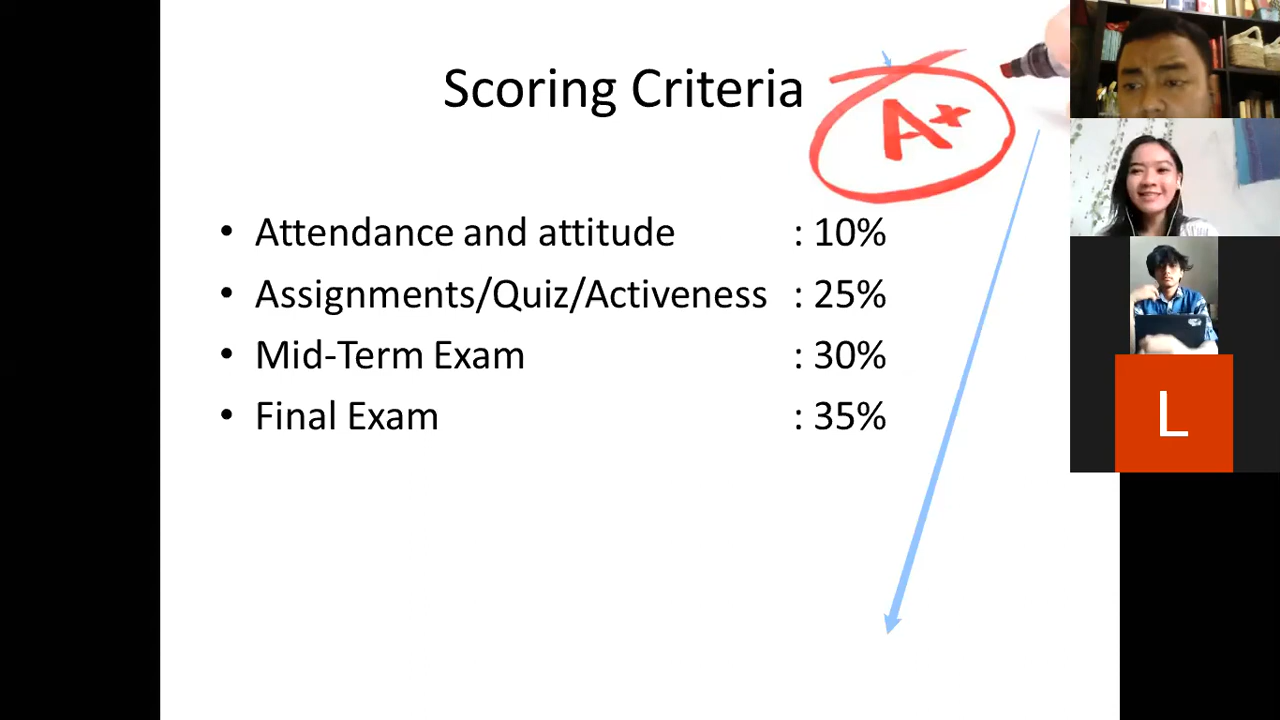 Scoring Criteria
A+
• Attendance and attitude : 10%
• Assignments/Quiz/Activeness : 25%
• Mid-Term Exam : 30%
• Final Exam : 35%
L